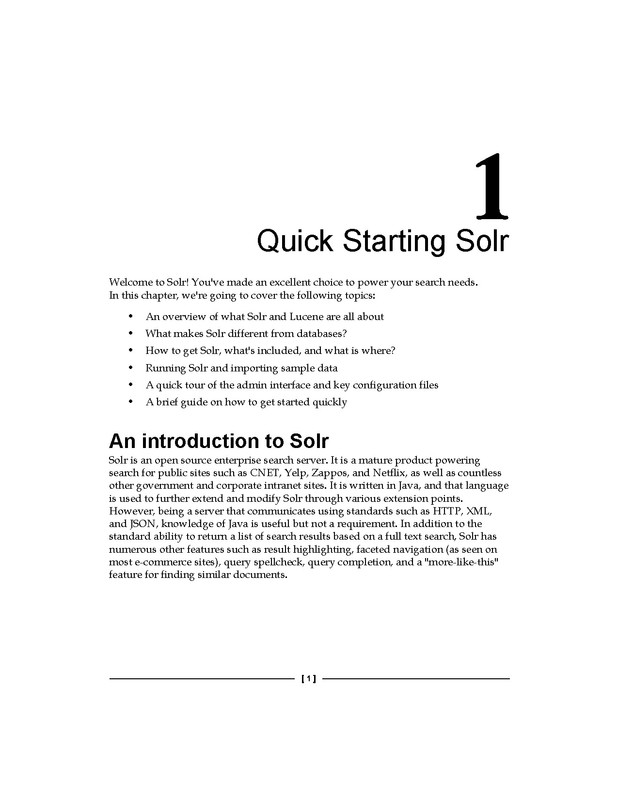 1
Quick Starting Solr
Welcome to Solr! You've made an excellent choice to power your search needs.
In this chapter, we're going to cover the following topics:
• An overview of what Solr and Lucene are all about
• What makes Solr different from databases?
• How to get Solr, what's included, and what is where?
• Running Solr and importing sample data
• A quick tour of the admin interface and key configuration files
• A brief guide on how to get started quickly
An introduction to Solr
Solr is an open source enterprise search server. It is a mature product powering
search for public sites such as CNET, Yelp, Zappos, and Netflix, as well as countless
other government and corporate intranet sites. It is written in Java, and that language
is used to further extend and modify Solr through various extension points.
However, being a server that communicates using standards such as HTTP, XML,
and JSON, knowledge of Java is useful but not a requirement. In addition to the
standard ability to return a list of search results based on a full text search, Solr has
numerous other features such as result highlighting, faceted navigation (as seen on
most e-commerce sites), query spellcheck, query completion, and a "more-like-this"
feature for finding similar documents.
[ 1 ]